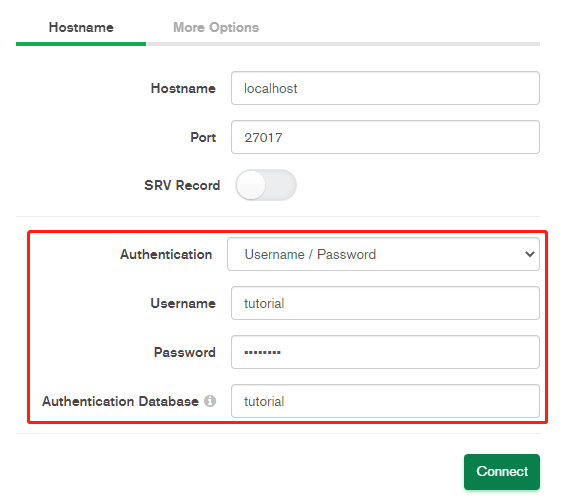 Hostname More Options
Hostname localhost
Port 27017
SRV Record
Authentication Username / Password
Username tutorial
Password ••••••••
Authentication Database tutorial
Connect